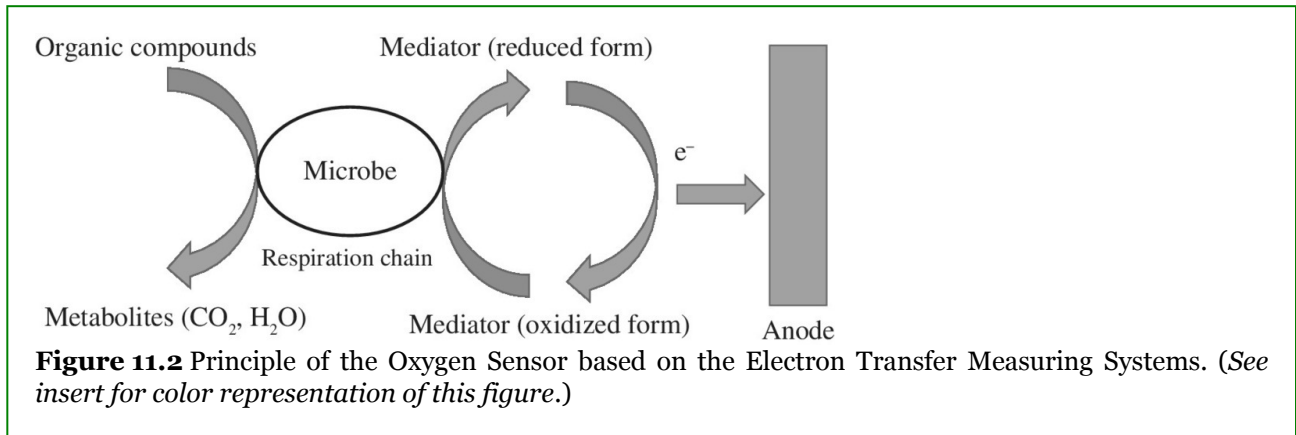 Organic compounds
Mediator (reduced form)
e⁻
Microbe
Respiration chain
Metabolites (CO₂, H₂O)
Mediator (oxidized form)
Anode
Figure 11.2 Principle of the Oxygen Sensor based on the Electron Transfer Measuring Systems. (See
insert for color representation of this figure.)